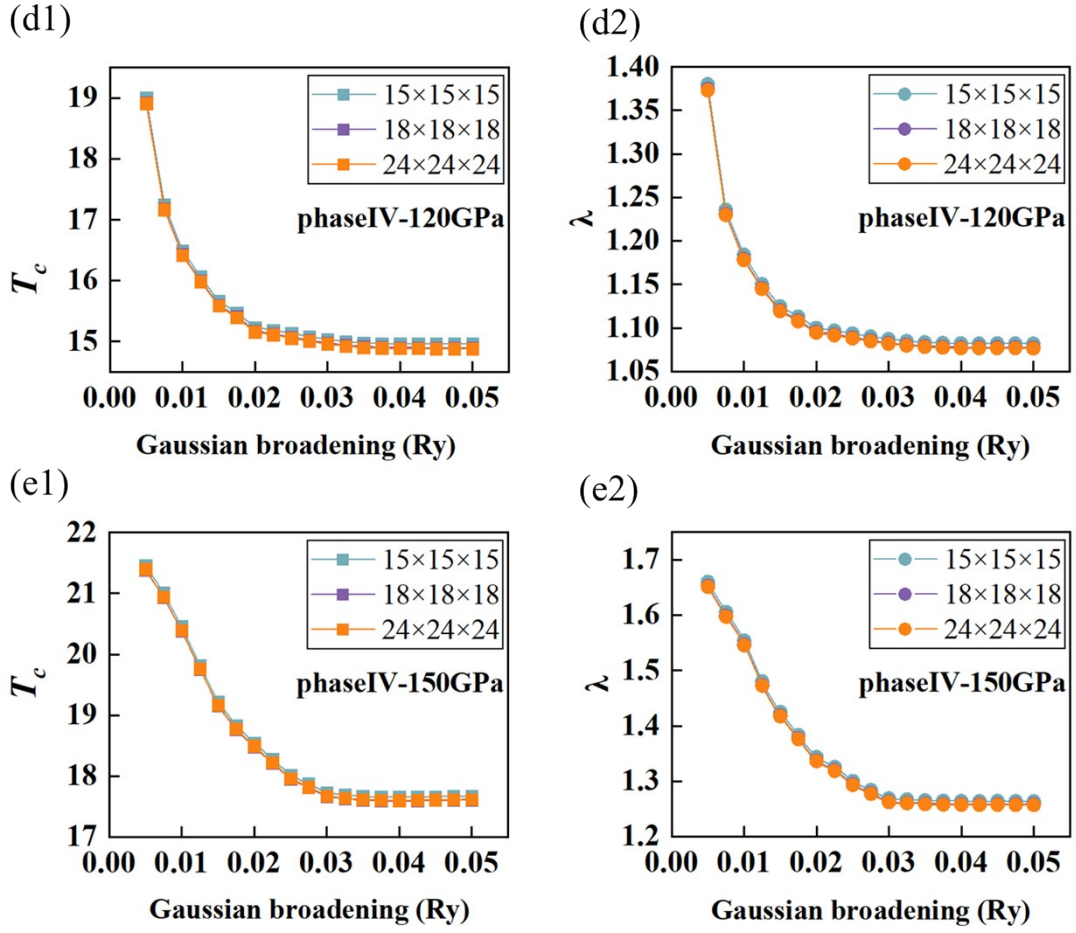 (d1)
19
18
17
16
15
T_c
15×15×15
18×18×18
24×24×24
phaseIV-120GPa
0.00 0.01 0.02 0.03 0.04 0.05
Gaussian broadening (Ry)
(d2)
1.40
1.35
1.30
1.25
1.20
1.15
1.10
1.05
λ
15×15×15
18×18×18
24×24×24
phaseIV-120GPa
0.00 0.01 0.02 0.03 0.04 0.05
Gaussian broadening (Ry)
(e1)
22
21
20
19
18
17
T_c
15×15×15
18×18×18
24×24×24
phaseIV-150GPa
0.00 0.01 0.02 0.03 0.04 0.05
Gaussian broadening (Ry)
(e2)
1.7
1.6
1.5
1.4
1.3
1.2
λ
15×15×15
18×18×18
24×24×24
phaseIV-150GPa
0.00 0.01 0.02 0.03 0.04 0.05
Gaussian broadening (Ry)